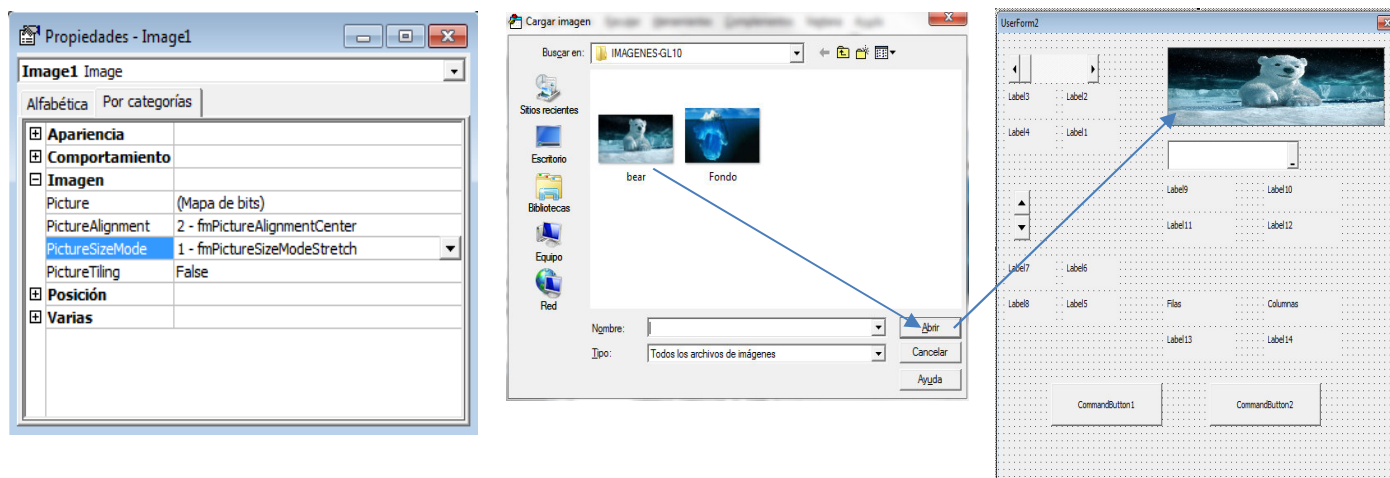 Propiedades - Image1
Image1 Image
Alfabética Por categorías
Apariencia
Comportamiento
Imagen
Picture (Mapa de bits)
PictureAlignment 2 - fmPictureAlignmentCenter
PictureSizeMode 1 - fmPictureSizeModeStretch
PictureTiling False
Posición
Varias
Cargar imagen
Buscar en: IMAGENES-GL10
Sitios recientes
Escritorio
Bibliotecas
Equipo
Red
bear Fondo
Nombre: Abrir
Tipo: Todos los archivos de imágenes Cancelar
Ayuda
UserForm2
Label3 Label2
Label4 Label1
Label9 Label10
Label11 Label12
Label7 Label6
Label8 Label5 Filas Columnas
Label13 Label14
CommandButton1 CommandButton2